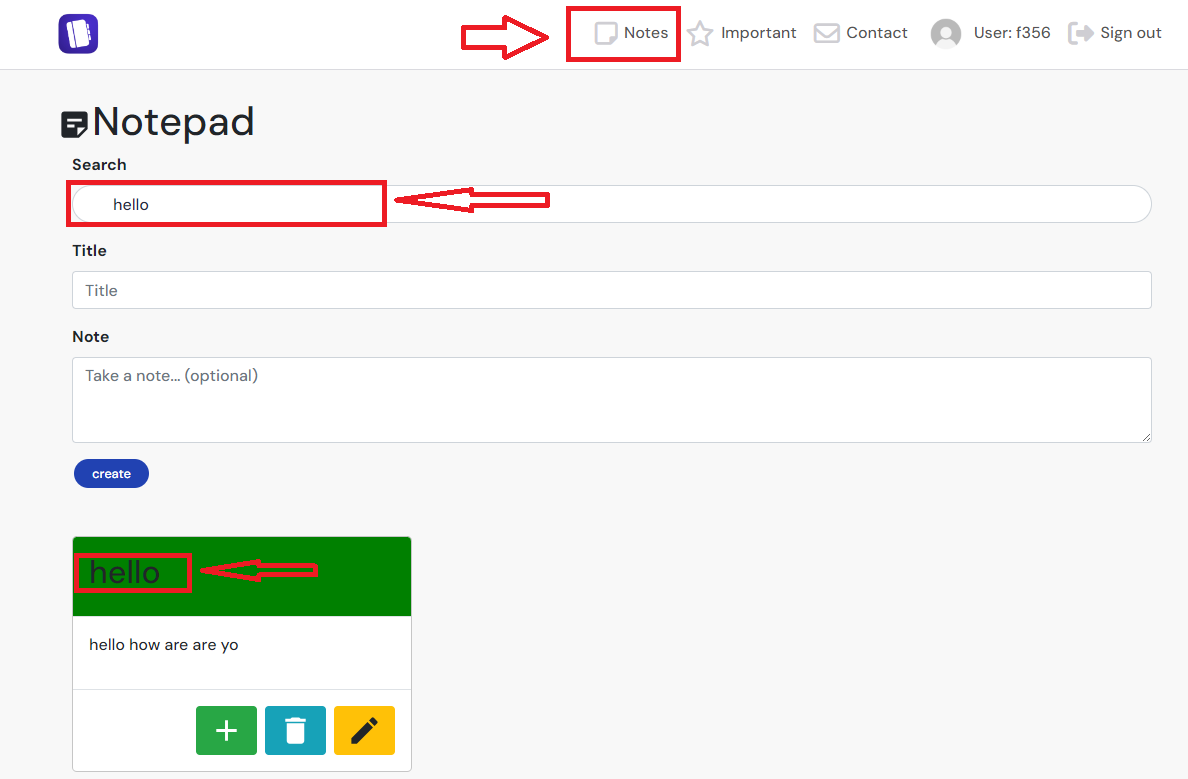 Notes Important Contact User: f356 Sign out
Notepad
Search
hello
Title
Title
Note
Take a note... (optional)
create
hello
hello how are are yo